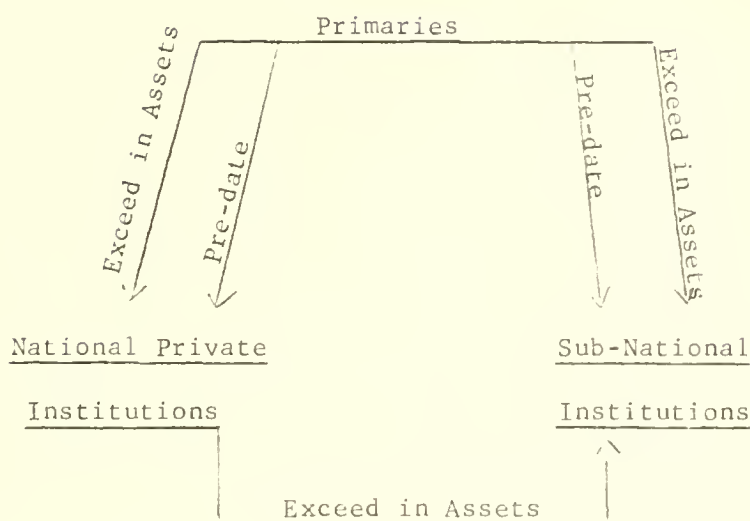 Primaries
Exceed in Assets
Pre-date
Pre-date
Exceed in Assets
National Private
Institutions
Sub-National
Institutions
Exceed in Assets